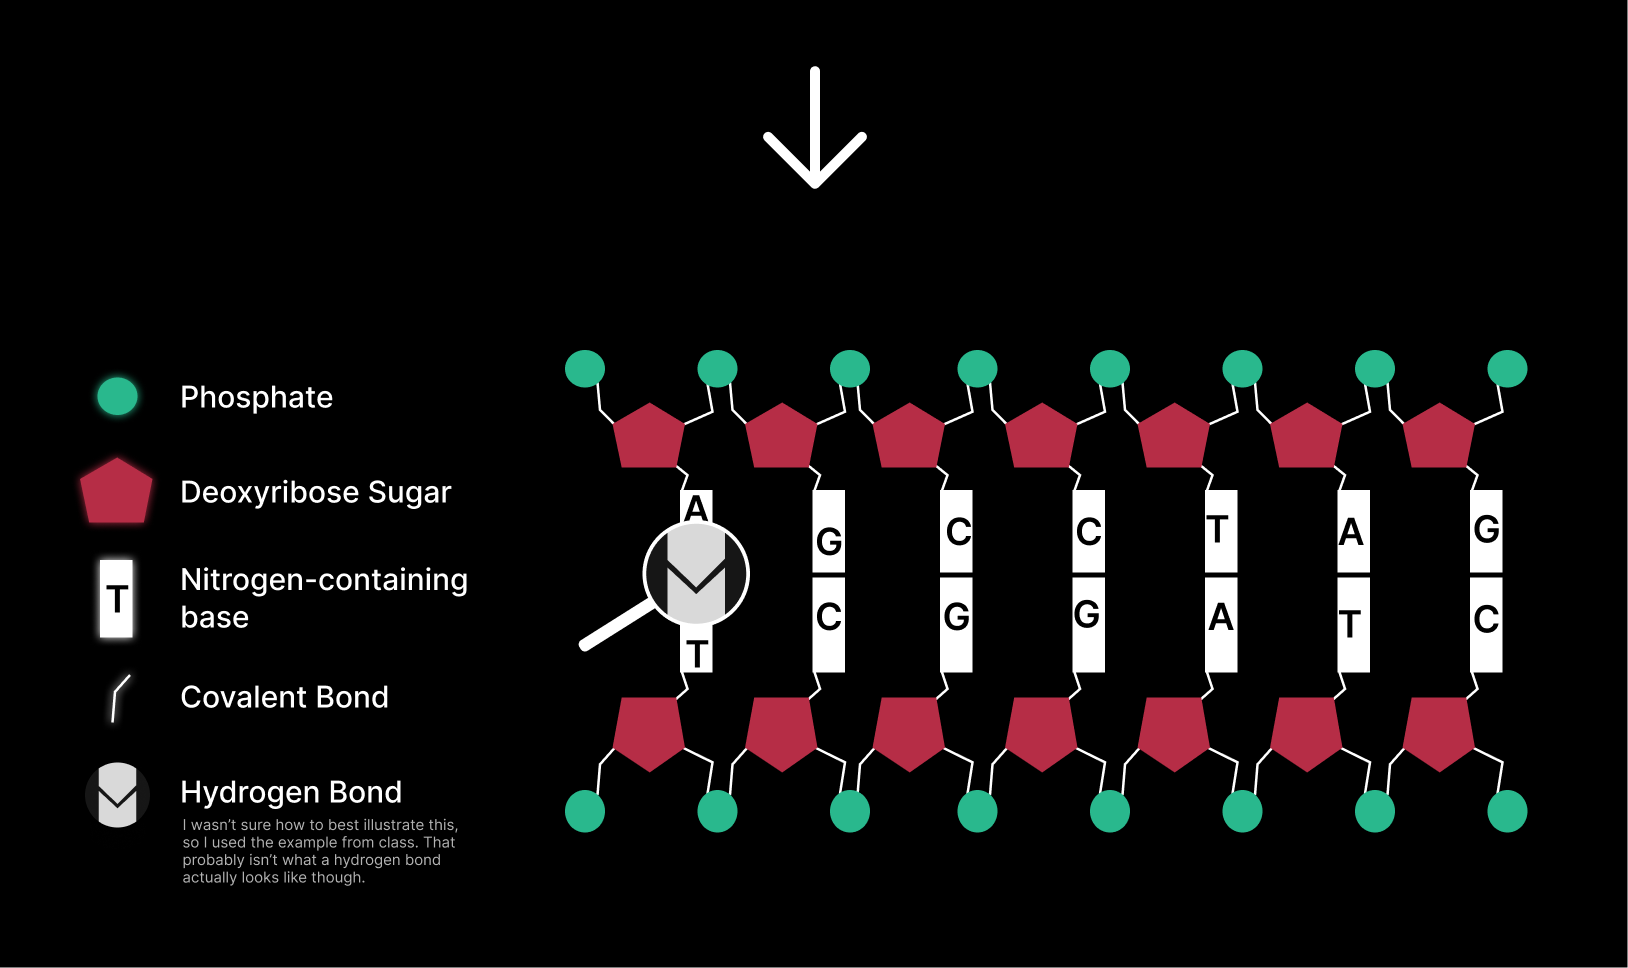 Phosphate
Deoxyribose Sugar
T
Nitrogen-containing
base
Covalent Bond
Hydrogen Bond
I wasn’t sure how to best illustrate this,
so I used the example from class. That
probably isn’t what a hydrogen bond
actually looks like though.
A G C C T A G
T C G G A T C